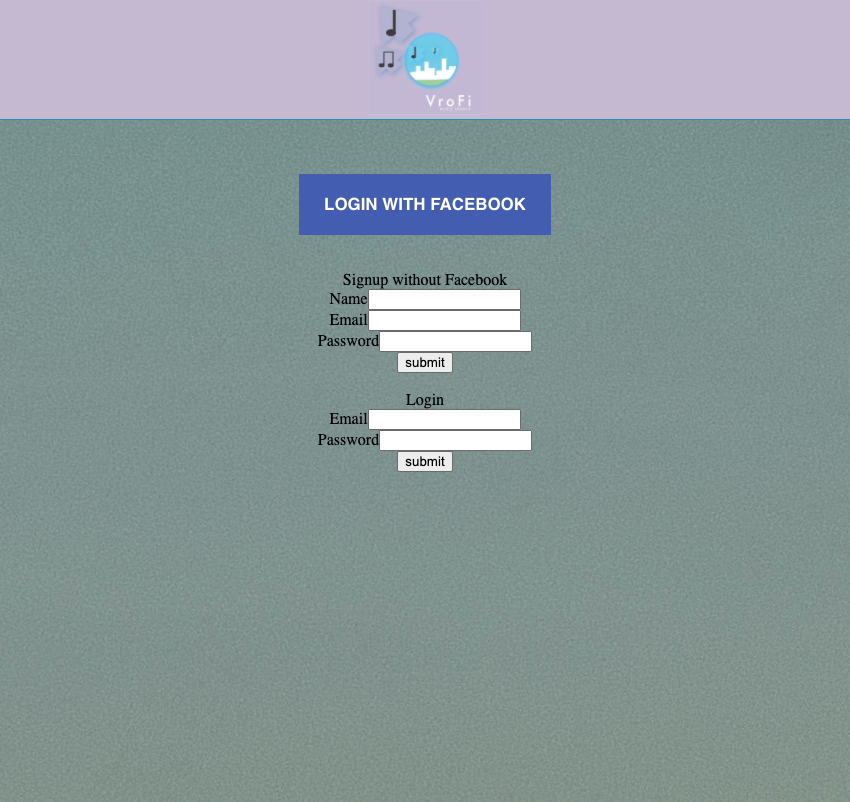 VroFi
LOGIN WITH FACEBOOK
Signup without Facebook
Name
Email
Password
submit
Login
Email
Password
submit